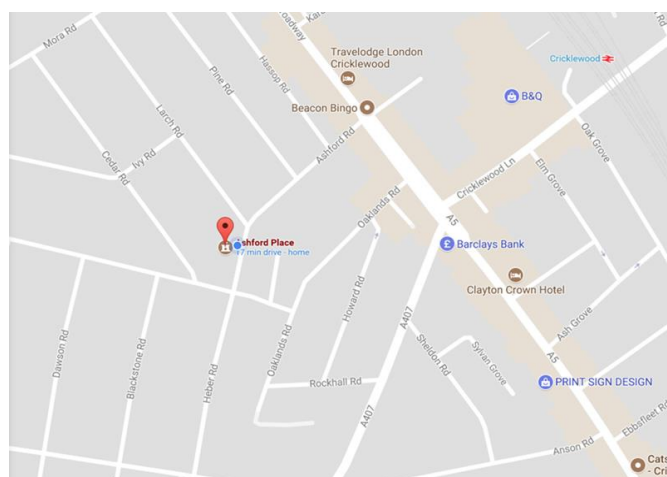 Broadway
Mora Rd
Travelodge London
Cricklewood
Cricklewood
Hassop Rd
Pine Rd
B&Q
Beacon Bingo
Larch Rd
Ashford Rd
Oak Grove
Ivy Rd
Cedar Rd
Cricklewood Ln
Elm Grove
Oaklands Rd
A5
Ashford Place
17 min drive - home
Barclays Bank
Howard Rd
Clayton Crown Hotel
A407
Ash Grove
Dawson Rd
Blackstone Rd
Heber Rd
Oaklands Rd
Sheldon Rd
Sylvan Grove
A5
Rockhall Rd
PRINT SIGN DESIGN
A407
Ebbsfleet Rd
Anson Rd
Cats
- Cri